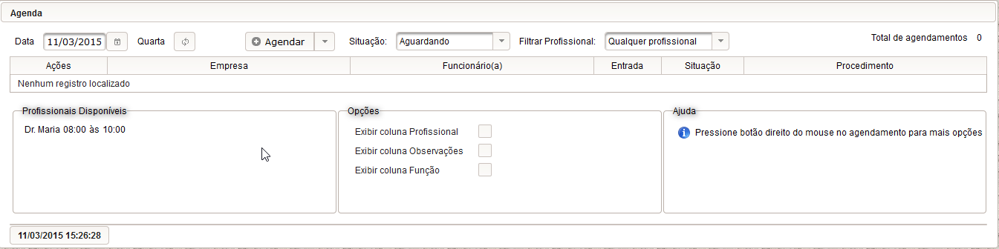 Agenda
Data 11/03/2015 Quarta Agendar Situação: Aguardando Filtrar Profissional: Qualquer profissional Total de agendamentos 0
Ações Empresa Funcionário(a) Entrada Situação Procedimento
Nenhum registro localizado
Profissionais Disponíveis
Dr. Maria 08:00 às 10:00
Opções
Exibir coluna Profissional
Exibir coluna Observações
Exibir coluna Função
Ajuda
Pressione botão direito do mouse no agendamento para mais opções
11/03/2015 15:26:28